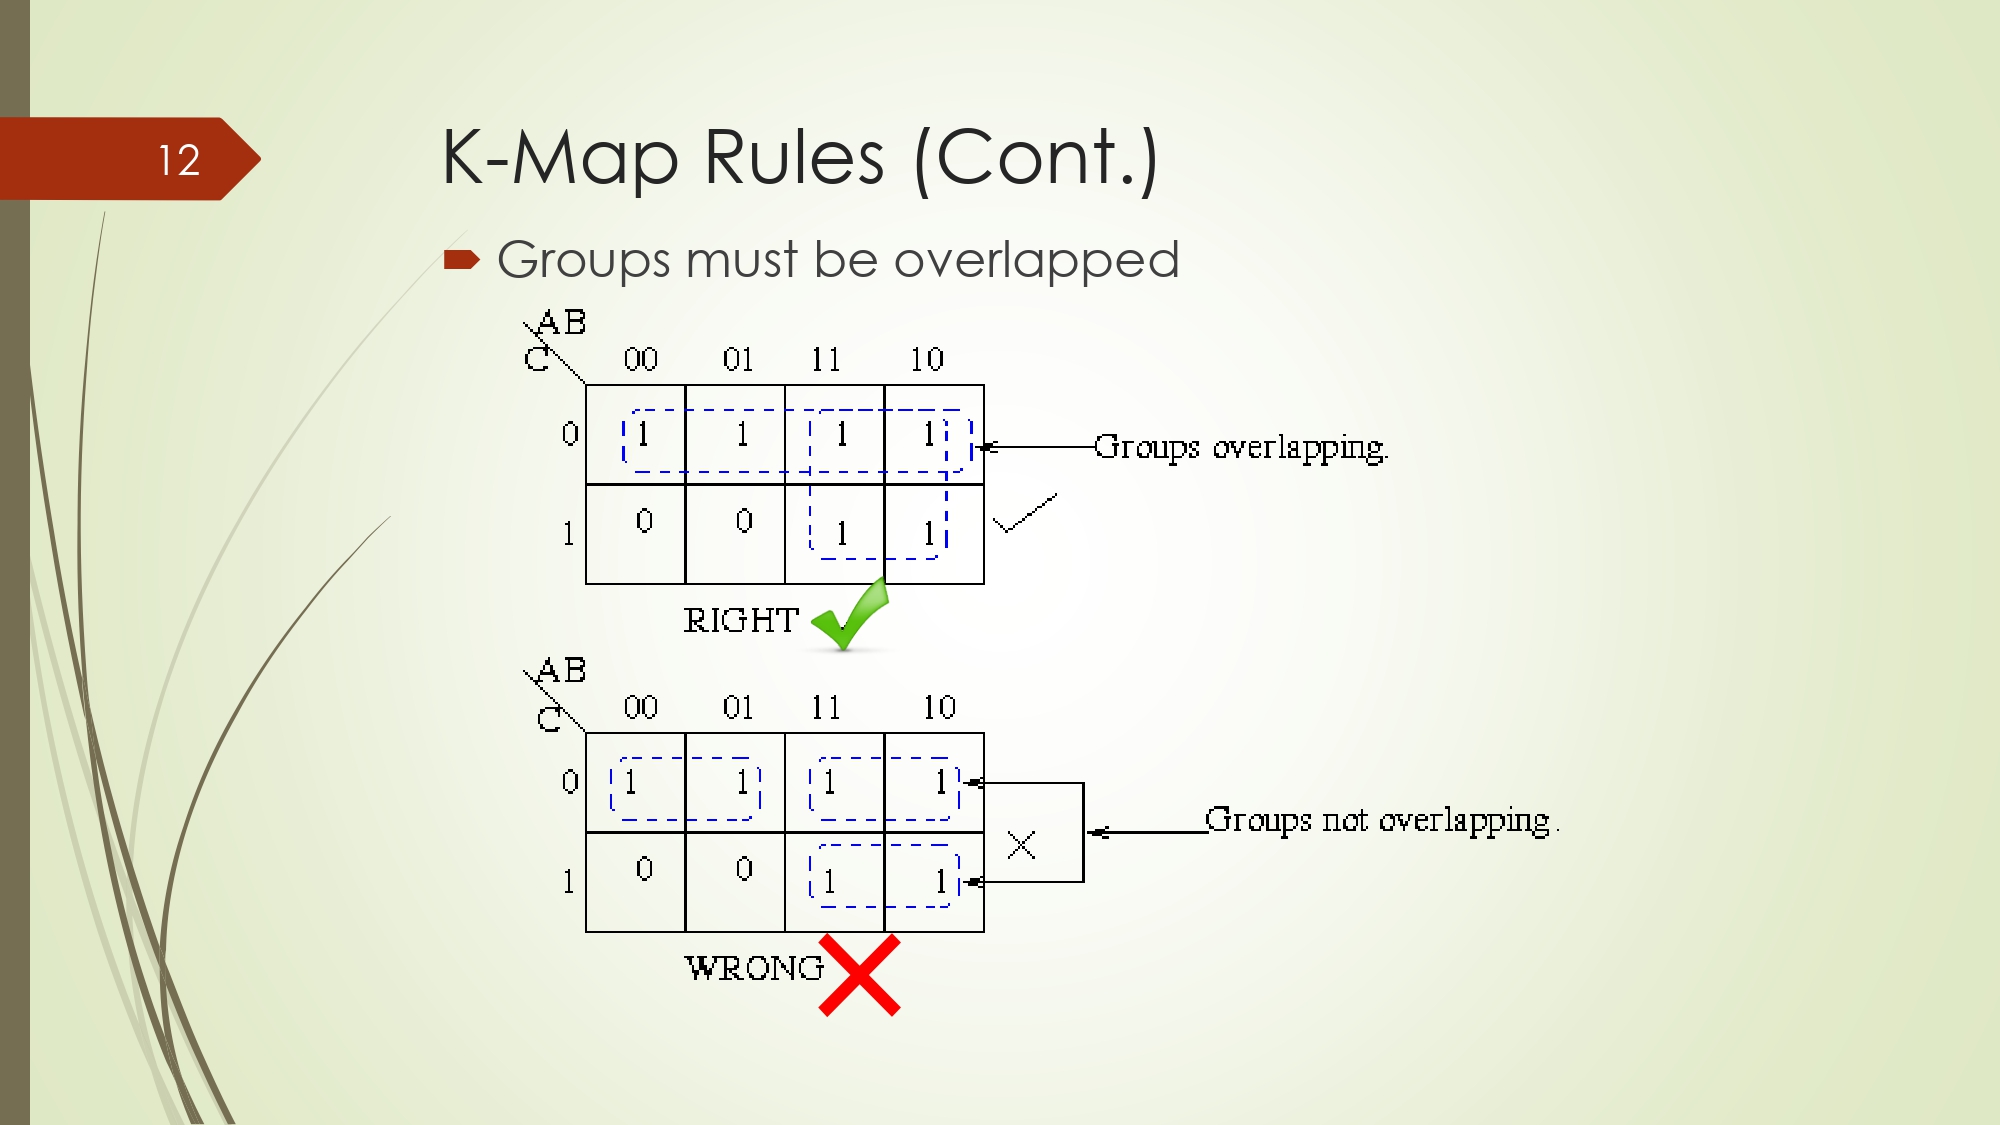 12
K-Map Rules (Cont.)
Groups must be overlapped
AB
C 00 01 11 10
0 1 1 1 1 Groups overlapping.
1 0 0 1 1
RIGHT
AB
C 00 01 11 10
0 1 1 1 1
Groups not overlapping.
1 0 0 1 1
WRONG